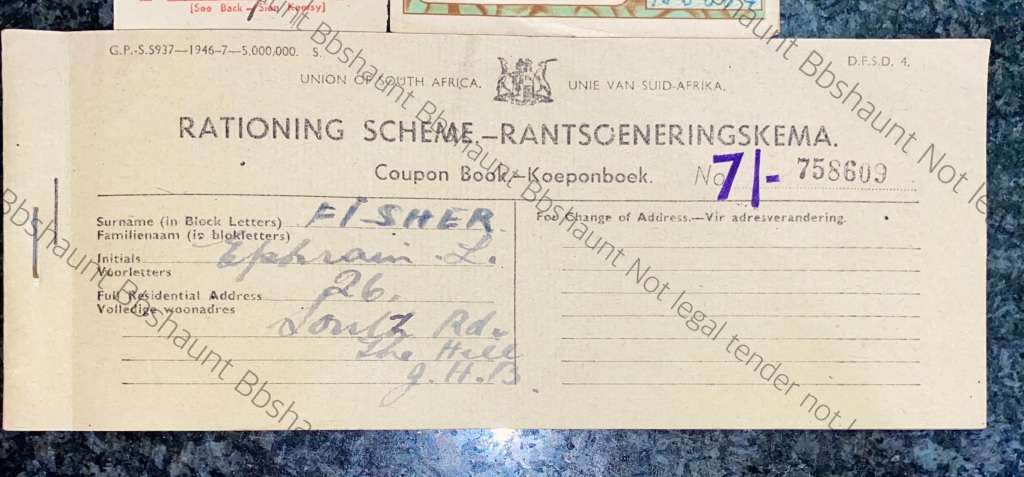 [See Back – Sien Keersy]
G.P.-S.S937—1946-7—5,000,000. S.
D.F.S.D. 4.
UNION OF SOUTH AFRICA. UNIE VAN SUID-AFRIKA.
RATIONING SCHEME.—RANTSOENERINGSKEMA.
Coupon Book—Koeponboek. No 7/- 758609
Surname (in Block Letters) FISHER
Familienaam (in blokletters)
Initials Ephraim L.
Voorletters
Full Residential Address 26,
Volledige woonadres
South Rd.
The Hill
J.H.B.
For Change of Address.—Vir adresverandering.
Bbshaunt Not legal tender not